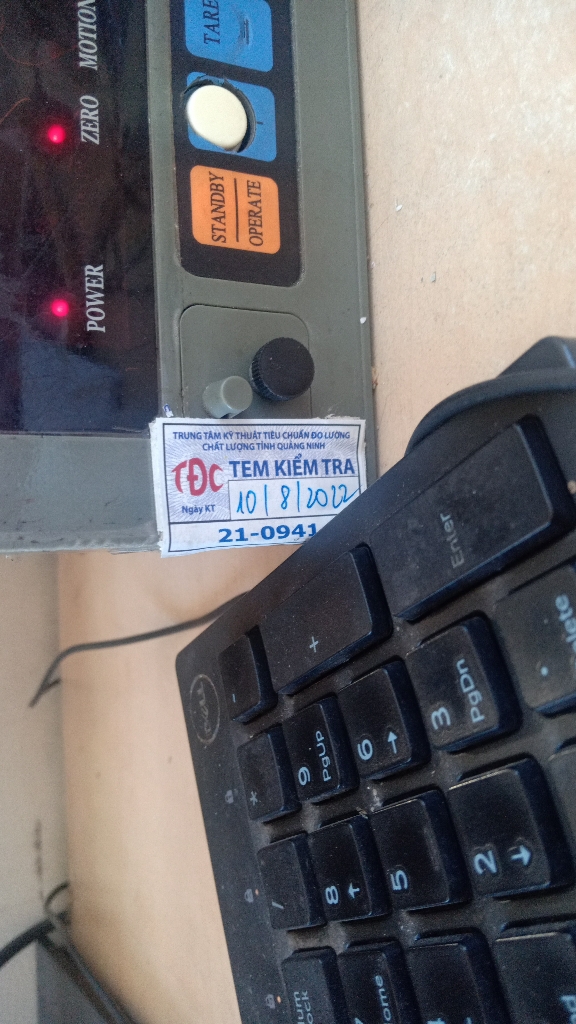 MOTION
ZERO
POWER
TARE
STANDBY
OPERATE
TRUNG TÂM KỸ THUẬT TIÊU CHUẨN ĐO LƯỜNG
CHẤT LƯỢNG TỈNH QUẢNG NINH
TĐC TEM KIỂM TRA
Ngày KT 10/8/2022
21-0941
Enter
+
-
DELL
*
9
PgUp
6
→
3
PgDn
.
/
8
↑
5
2
↓